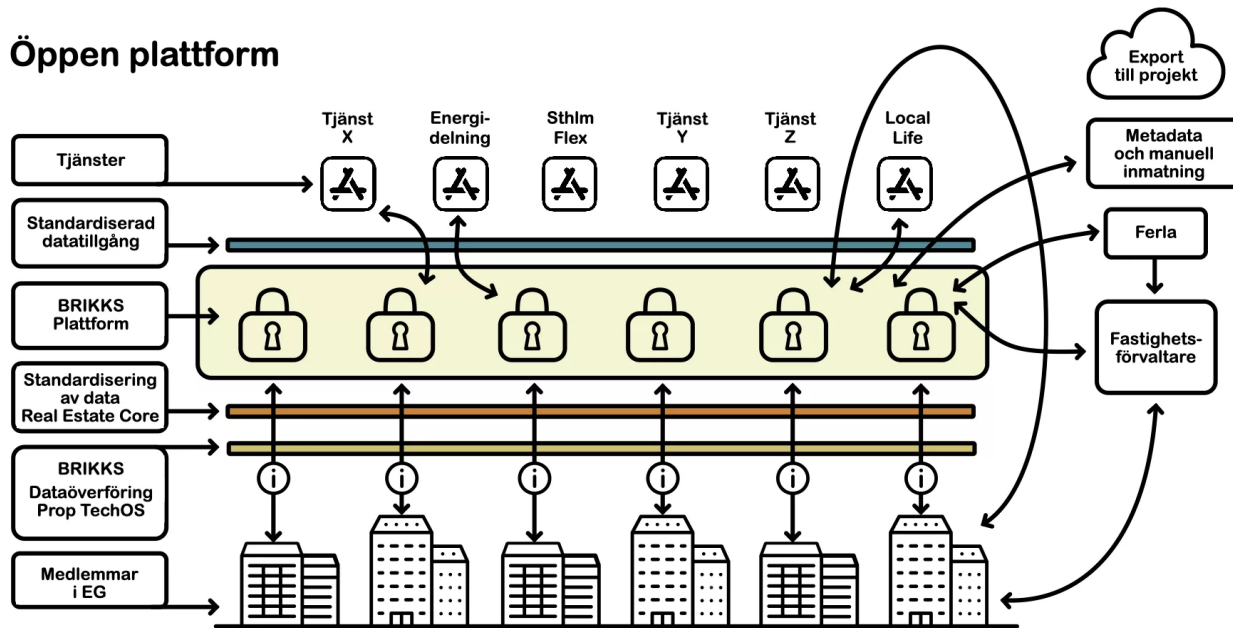 Öppen plattform
Export
till projekt
Tjänst
X
Energi-
delning
Sthlm
Flex
Tjänst
Y
Tjänst
Z
Local
Life
Metadata
och manuell
inmatning
Tjänster
Standardiserad
datatillgång
Ferla
BRIKKS
Plattform
Fastighets-
förvaltare
Standardisering
av data
Real Estate Core
BRIKKS
Dataöverföring
Prop TechOS
i
i
i
i
i
i
Medlemmar
i EG